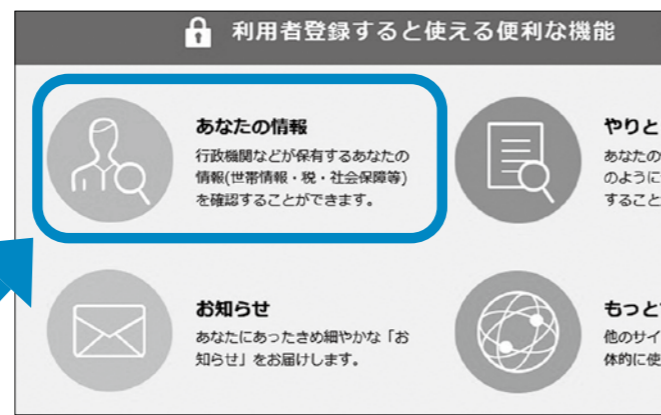 利用者登録すると使える便利な機能
あなたの情報
行政機関などが保有するあなたの
情報(世帯情報・税・社会保障等)
を確認することができます。
やりと
あなたの
のように
すること
お知らせ
あなたにあったきめ細やかな「お
知らせ」をお届けします。
もっと
他のサイ
体的に使